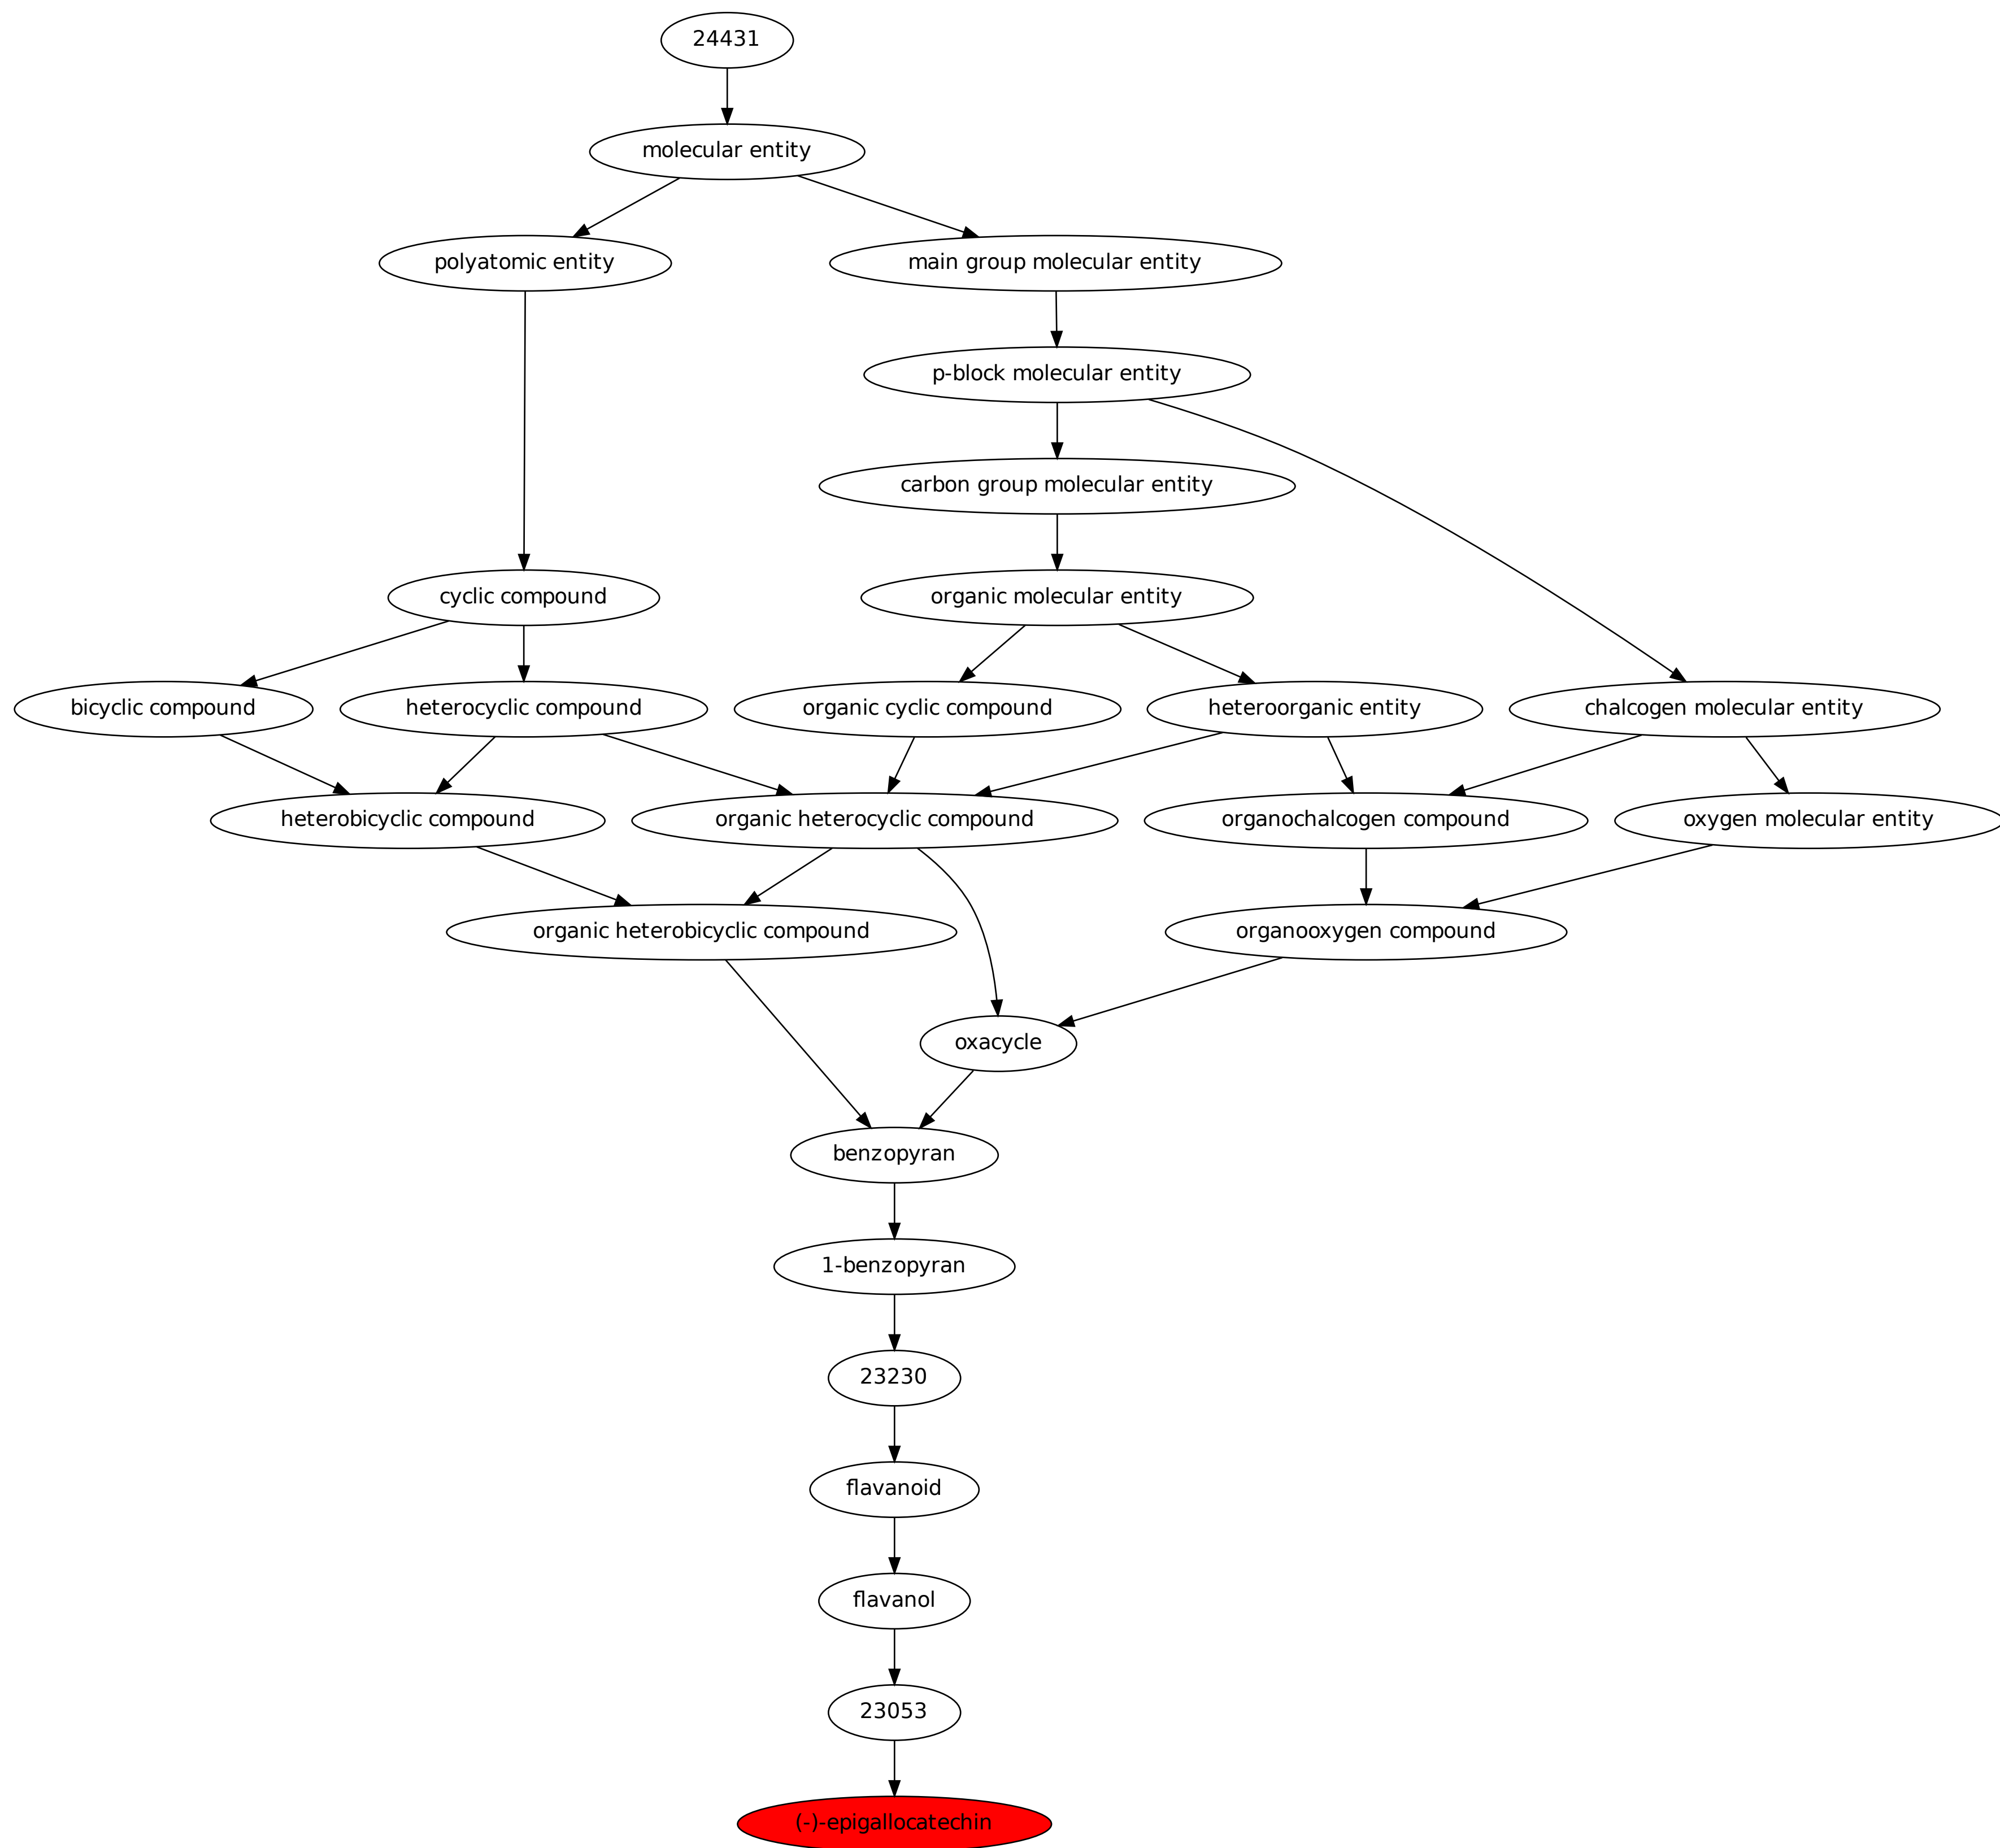 24431
molecular entity
polyatomic entity
main group molecular entity
p-block molecular entity
carbon group molecular entity
cyclic compound
organic molecular entity
bicyclic compound
heterocyclic compound
organic cyclic compound
heteroorganic entity
chalcogen molecular entity
heterobicyclic compound
organic heterocyclic compound
organochalcogen compound
oxygen molecular entity
organic heterobicyclic compound
organooxygen compound
oxacycle
benzopyran
1-benzopyran
23230
flavanoid
flavanol
23053
(-)-epigallocatechin